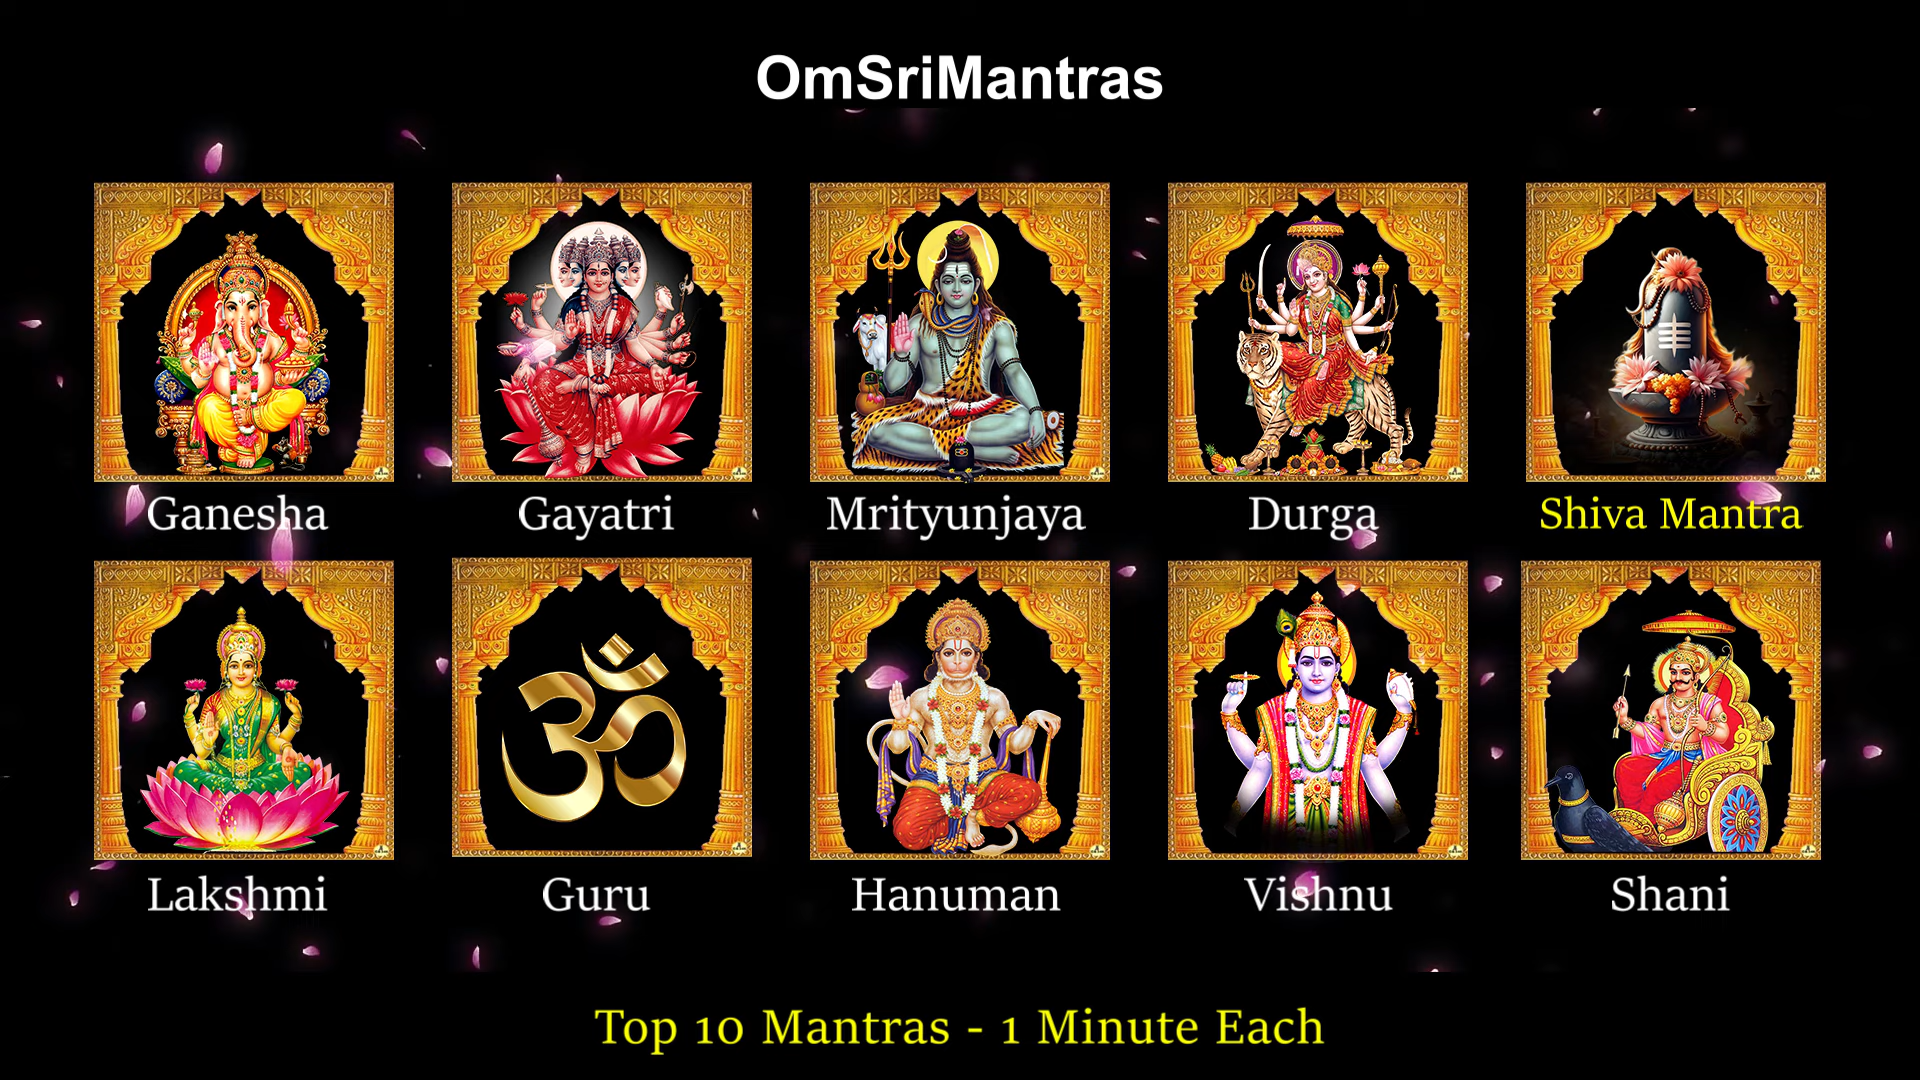 OmSriMantras
Ganesha
Gayatri
Mrityunjaya
Durga
Shiva Mantra
ॐ
Lakshmi
Guru
Hanuman
Vishnu
Shani
Top 10 Mantras - 1 Minute Each